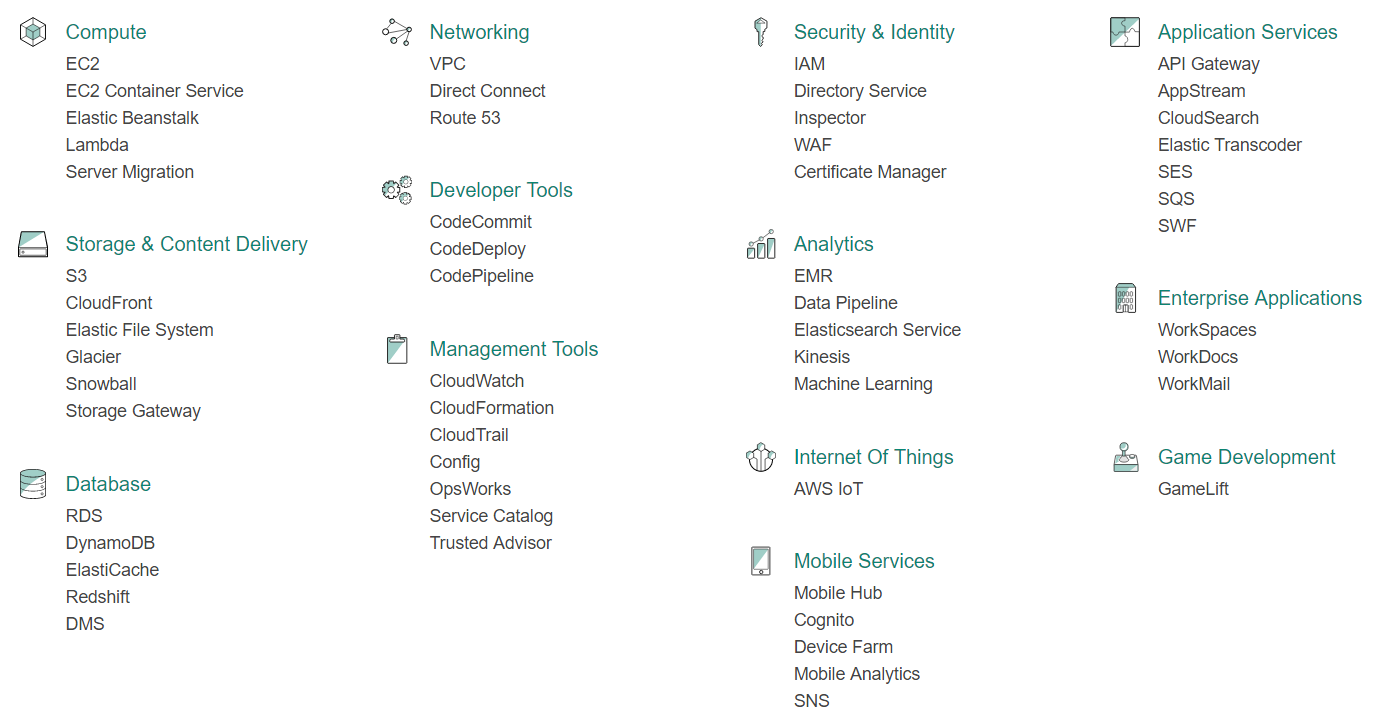 Compute
EC2
EC2 Container Service
Elastic Beanstalk
Lambda
Server Migration
Storage & Content Delivery
S3
CloudFront
Elastic File System
Glacier
Snowball
Storage Gateway
Database
RDS
DynamoDB
ElastiCache
Redshift
DMS
Networking
VPC
Direct Connect
Route 53
Developer Tools
CodeCommit
CodeDeploy
CodePipeline
Management Tools
CloudWatch
CloudFormation
CloudTrail
Config
OpsWorks
Service Catalog
Trusted Advisor
Security & Identity
IAM
Directory Service
Inspector
WAF
Certificate Manager
Analytics
EMR
Data Pipeline
Elasticsearch Service
Kinesis
Machine Learning
Internet Of Things
AWS IoT
Mobile Services
Mobile Hub
Cognito
Device Farm
Mobile Analytics
SNS
Application Services
API Gateway
AppStream
CloudSearch
Elastic Transcoder
SES
SQS
SWF
Enterprise Applications
WorkSpaces
WorkDocs
WorkMail
Game Development
GameLift